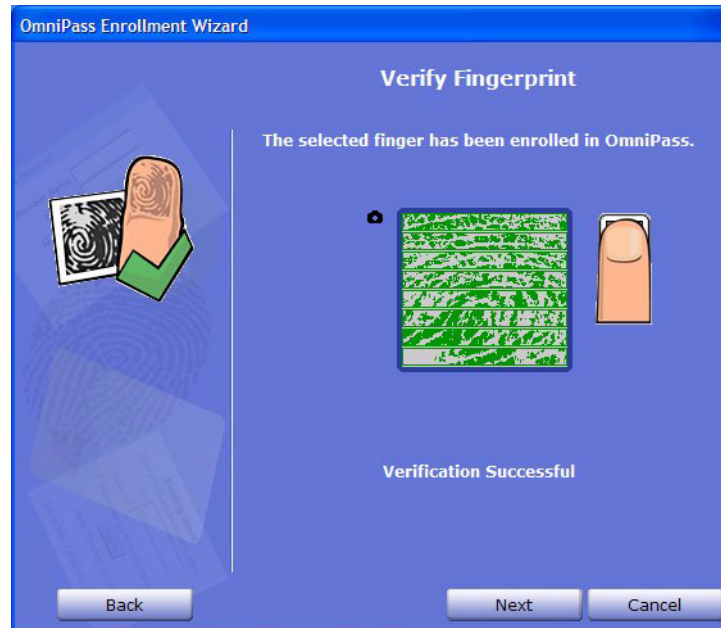 OmniPass Enrollment Wizard
Verify Fingerprint
The selected finger has been enrolled in OmniPass.
Verification Successful
Back
Next
Cancel